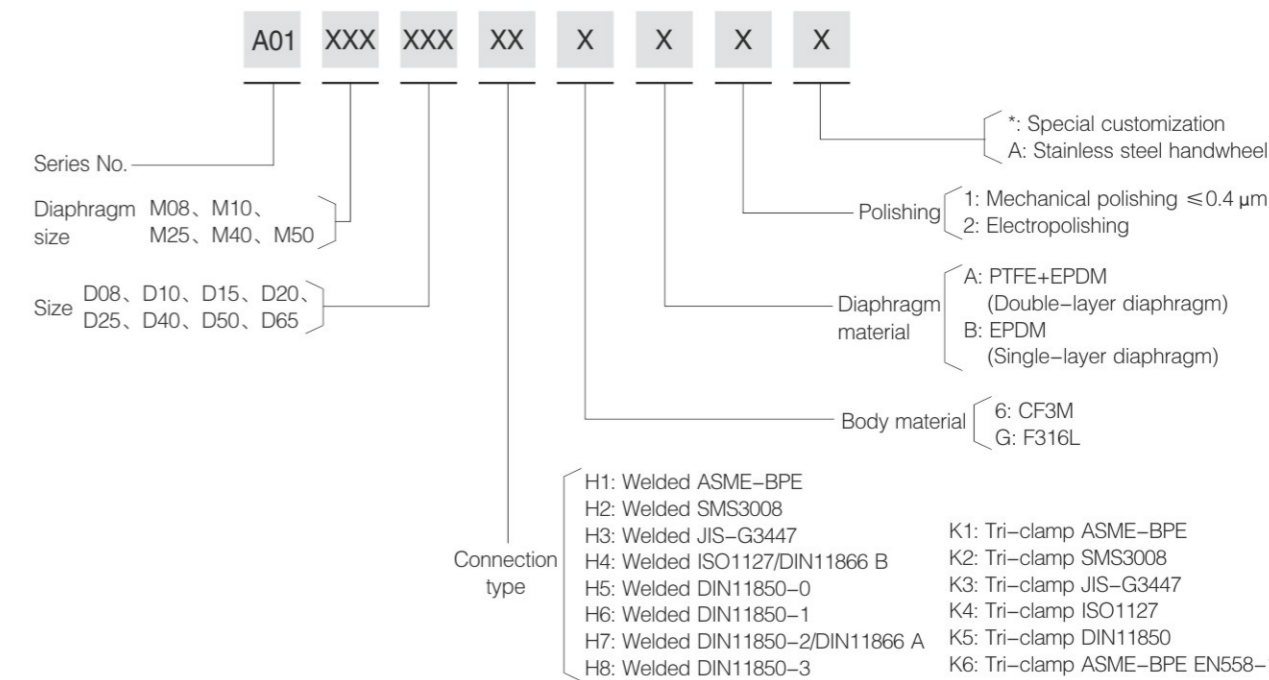 A01 XXX XXX XX X X X X
*: Special customization
A: Stainless steel handwheel
Series No.
Polishing
1: Mechanical polishing ≤0.4 μm
2: Electropolishing
Diaphragm size
M08、M10、
M25、M40、M50
Size
D08、D10、D15、D20、
D25、D40、D50、D65
Diaphragm
material
A: PTFE+EPDM
(Double–layer diaphragm)
B: EPDM
(Single–layer diaphragm)
Body material
6: CF3M
G: F316L
Connection
type
H1: Welded ASME–BPE
H2: Welded SMS3008
H3: Welded JIS–G3447
H4: Welded ISO1127/DIN11866 B
H5: Welded DIN11850–0
H6: Welded DIN11850–1
H7: Welded DIN11850–2/DIN11866 A
H8: Welded DIN11850–3
K1: Tri–clamp ASME–BPE
K2: Tri–clamp SMS3008
K3: Tri–clamp JIS–G3447
K4: Tri–clamp ISO1127
K5: Tri–clamp DIN11850
K6: Tri–clamp ASME–BPE EN558–